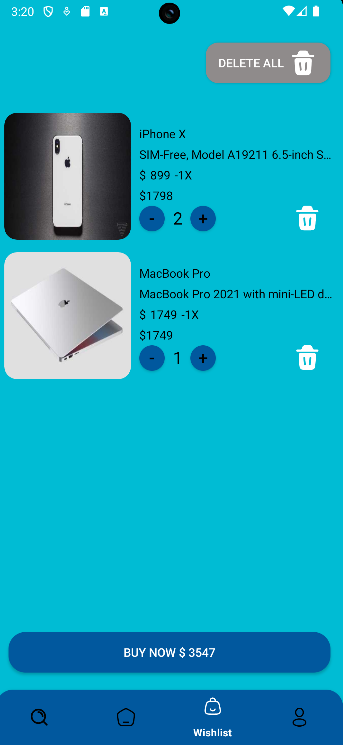 3:20
DELETE ALL
iPhone X
SIM-Free, Model A19211 6.5-inch S...
$ 899 -1X
$1798
- 2 +
MacBook Pro
MacBook Pro 2021 with mini-LED d...
$ 1749 -1X
$1749
- 1 +
BUY NOW $ 3547
Wishlist